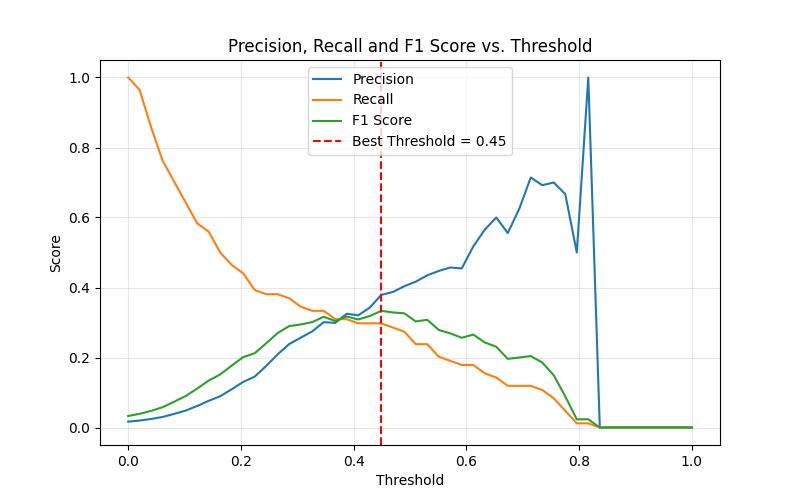 Precision, Recall and F1 Score vs. Threshold
Precision
Recall
F1 Score
Best Threshold = 0.45
Score
1.0
0.8
0.6
0.4
0.2
0.0
0.0 0.2 0.4 0.6 0.8 1.0
Threshold